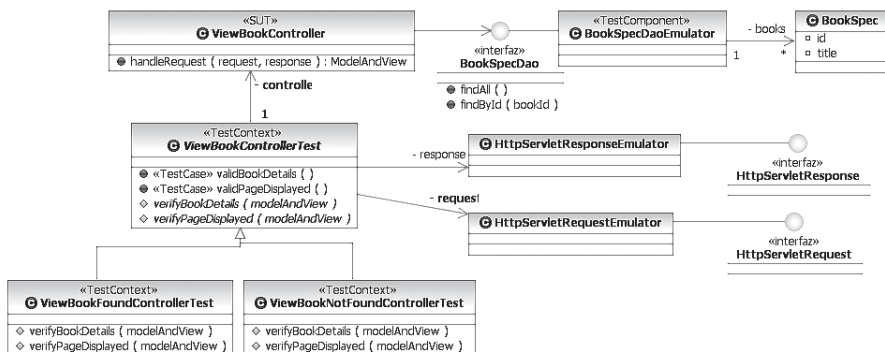 «SUT»
C ViewBookController
handleRequest ( request, response ) : ModelAndView
- controlle
1
«interfaz»
BookSpecDao
findAll ( )
findById ( bookId )
«TestComponent»
C BookSpecDaoEmulator
- books
1
*
C BookSpec
id
title
«TestContext»
C ViewBookControllerTest
«TestCase» validBookDetails ( )
«TestCase» validPageDisplayed ( )
verifyBookDetails ( modelAndView )
verifyPageDisplayed ( modelAndView )
- response
C HttpServletResponseEmulator
«interfaz»
HttpServletResponse
- request
C HttpServletRequestEmulator
«interfaz»
HttpServletRequest
«TestContext»
C ViewBookFoundControllerTest
verifyBookDetails ( modelAndView )
verifyPageDisplayed ( modelAndView )
«TestContext»
C ViewBookNotFoundControllerTest
verifyBookDetails ( modelAndView )
verifyPageDisplayed ( modelAndView )